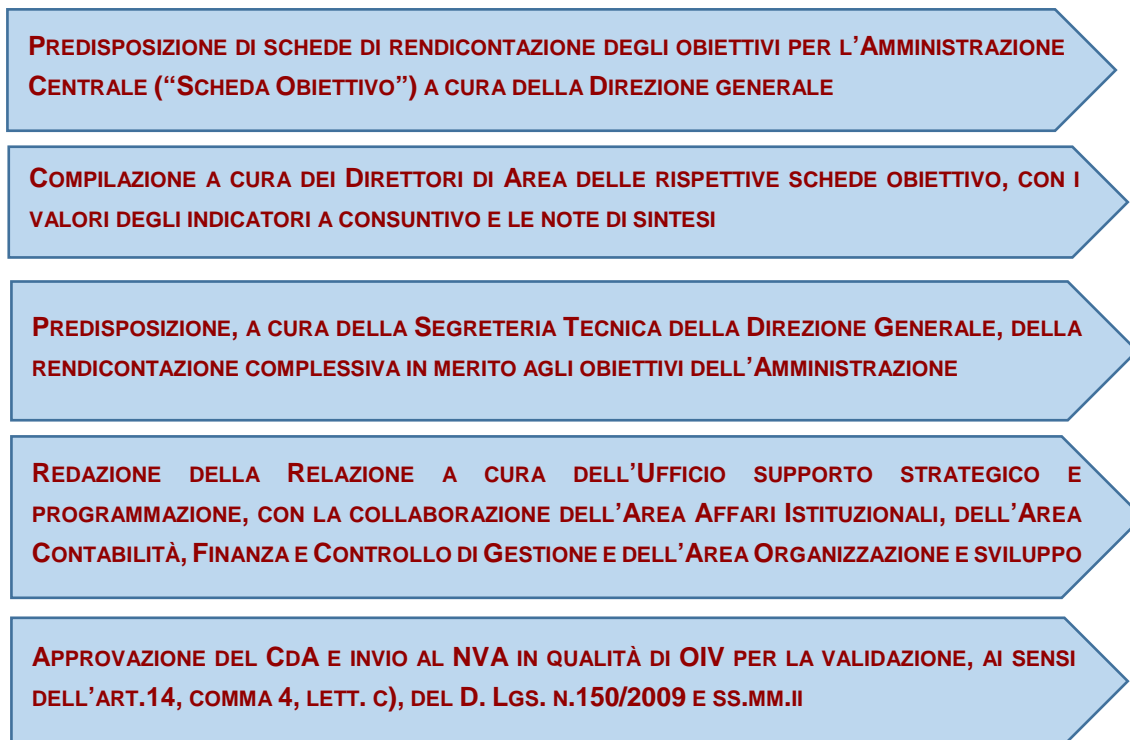 PREDISPOSIZIONE DI SCHEDE DI RENDICONTAZIONE DEGLI OBIETTIVI PER L’AMMINISTRAZIONE
CENTRALE (“SCHEDA OBIETTIVO”) A CURA DELLA DIREZIONE GENERALE
COMPILAZIONE A CURA DEI DIRETTORI DI AREA DELLE RISPETTIVE SCHEDE OBIETTIVO, CON I
VALORI DEGLI INDICATORI A CONSUNTIVO E LE NOTE DI SINTESI
PREDISPOSIZIONE, A CURA DELLA SEGRETERIA TECNICA DELLA DIREZIONE GENERALE, DELLA
RENDICONTAZIONE COMPLESSIVA IN MERITO AGLI OBIETTIVI DELL’AMMINISTRAZIONE
REDAZIONE DELLA RELAZIONE A CURA DELL’UFFICIO SUPPORTO STRATEGICO E
PROGRAMMAZIONE, CON LA COLLABORAZIONE DELL’AREA AFFARI ISTITUZIONALI, DELL’AREA
CONTABILITÀ, FINANZA E CONTROLLO DI GESTIONE E DELL’AREA ORGANIZZAZIONE E SVILUPPO
APPROVAZIONE DEL CDA E INVIO AL NVA IN QUALITÀ DI OIV PER LA VALIDAZIONE, AI SENSI
DELL’ART.14, COMMA 4, LETT. C), DEL D. LGS. N.150/2009 E SS.MM.II